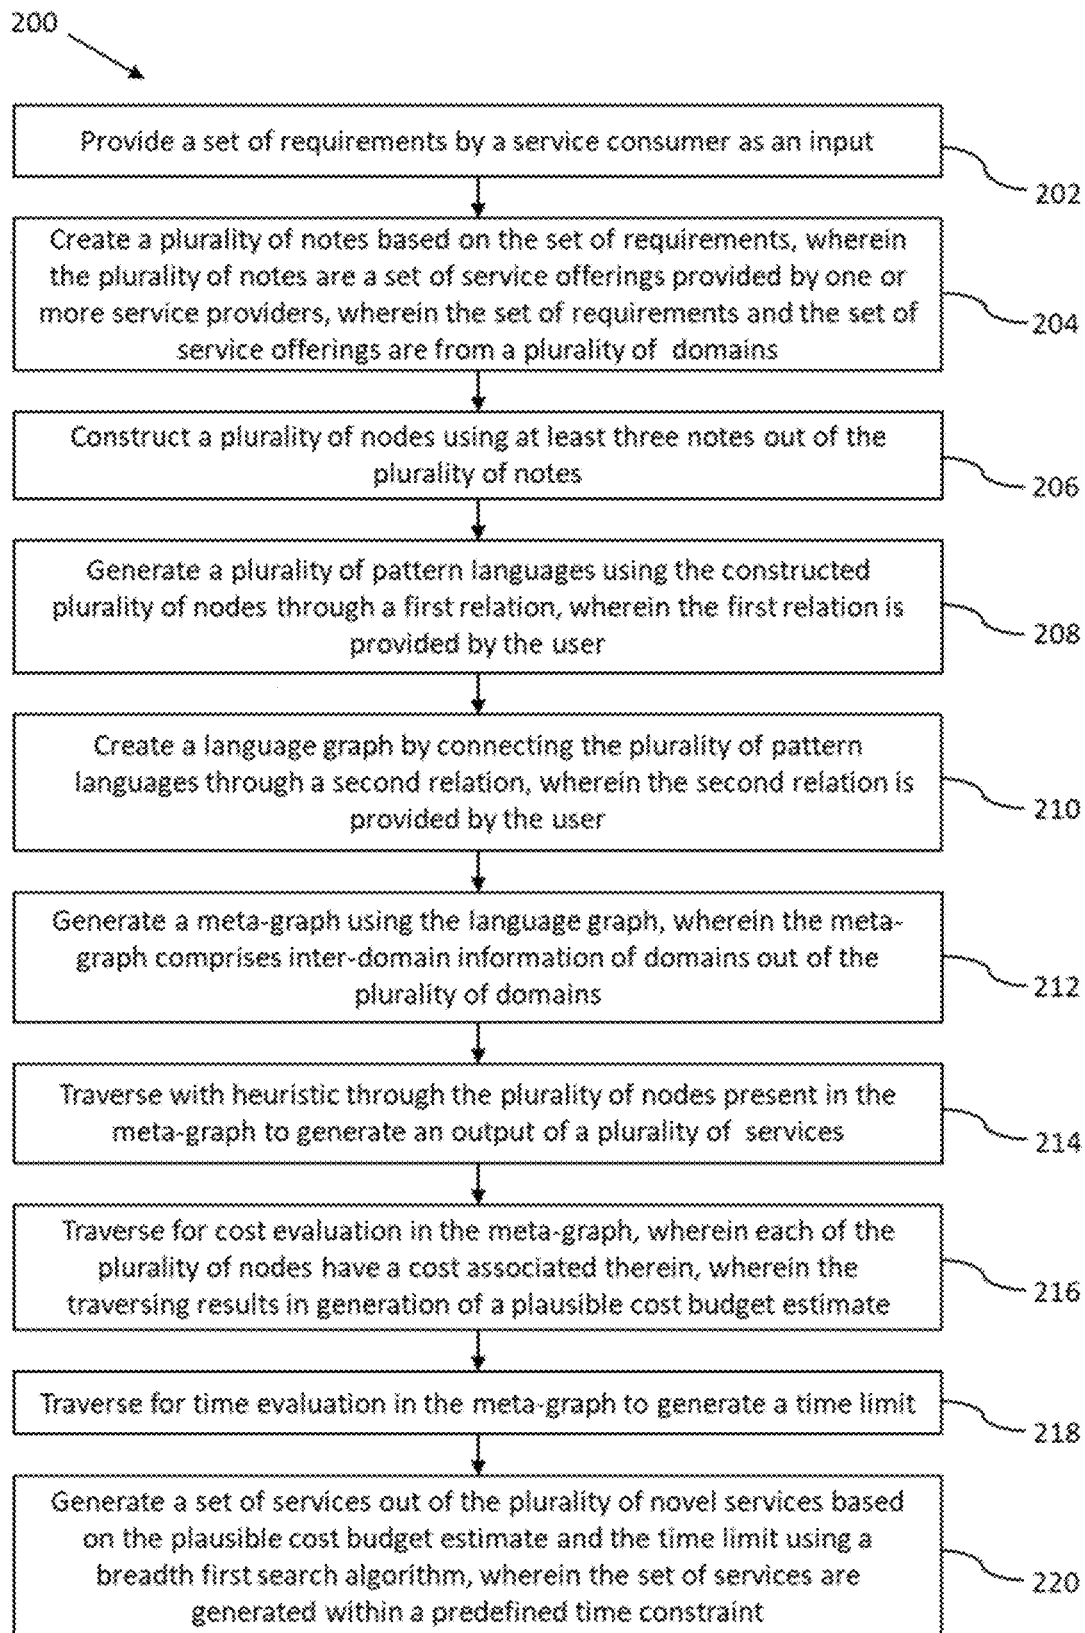 200
Provide a set of requirements by a service consumer as an input
202
Create a plurality of notes based on the set of requirements, wherein
the plurality of notes are a set of service offerings provided by one or
more service providers, wherein the set of requirements and the set of
service offerings are from a plurality of domains
204
Construct a plurality of nodes using at least three notes out of the
plurality of notes
206
Generate a plurality of pattern languages using the constructed
plurality of nodes through a first relation, wherein the first relation is
provided by the user
208
Create a language graph by connecting the plurality of pattern
languages through a second relation, wherein the second relation is
provided by the user
210
Generate a meta-graph using the language graph, wherein the meta-
graph comprises inter-domain information of domains out of the
plurality of domains
212
Traverse with heuristic through the plurality of nodes present in the
meta-graph to generate an output of a plurality of services
214
Traverse for cost evaluation in the meta-graph, wherein each of the
plurality of nodes have a cost associated therein, wherein the
traversing results in generation of a plausible cost budget estimate
216
Traverse for time evaluation in the meta-graph to generate a time limit
218
Generate a set of services out of the plurality of novel services based
on the plausible cost budget estimate and the time limit using a
breadth first search algorithm, wherein the set of services are
generated within a predefined time constraint
220